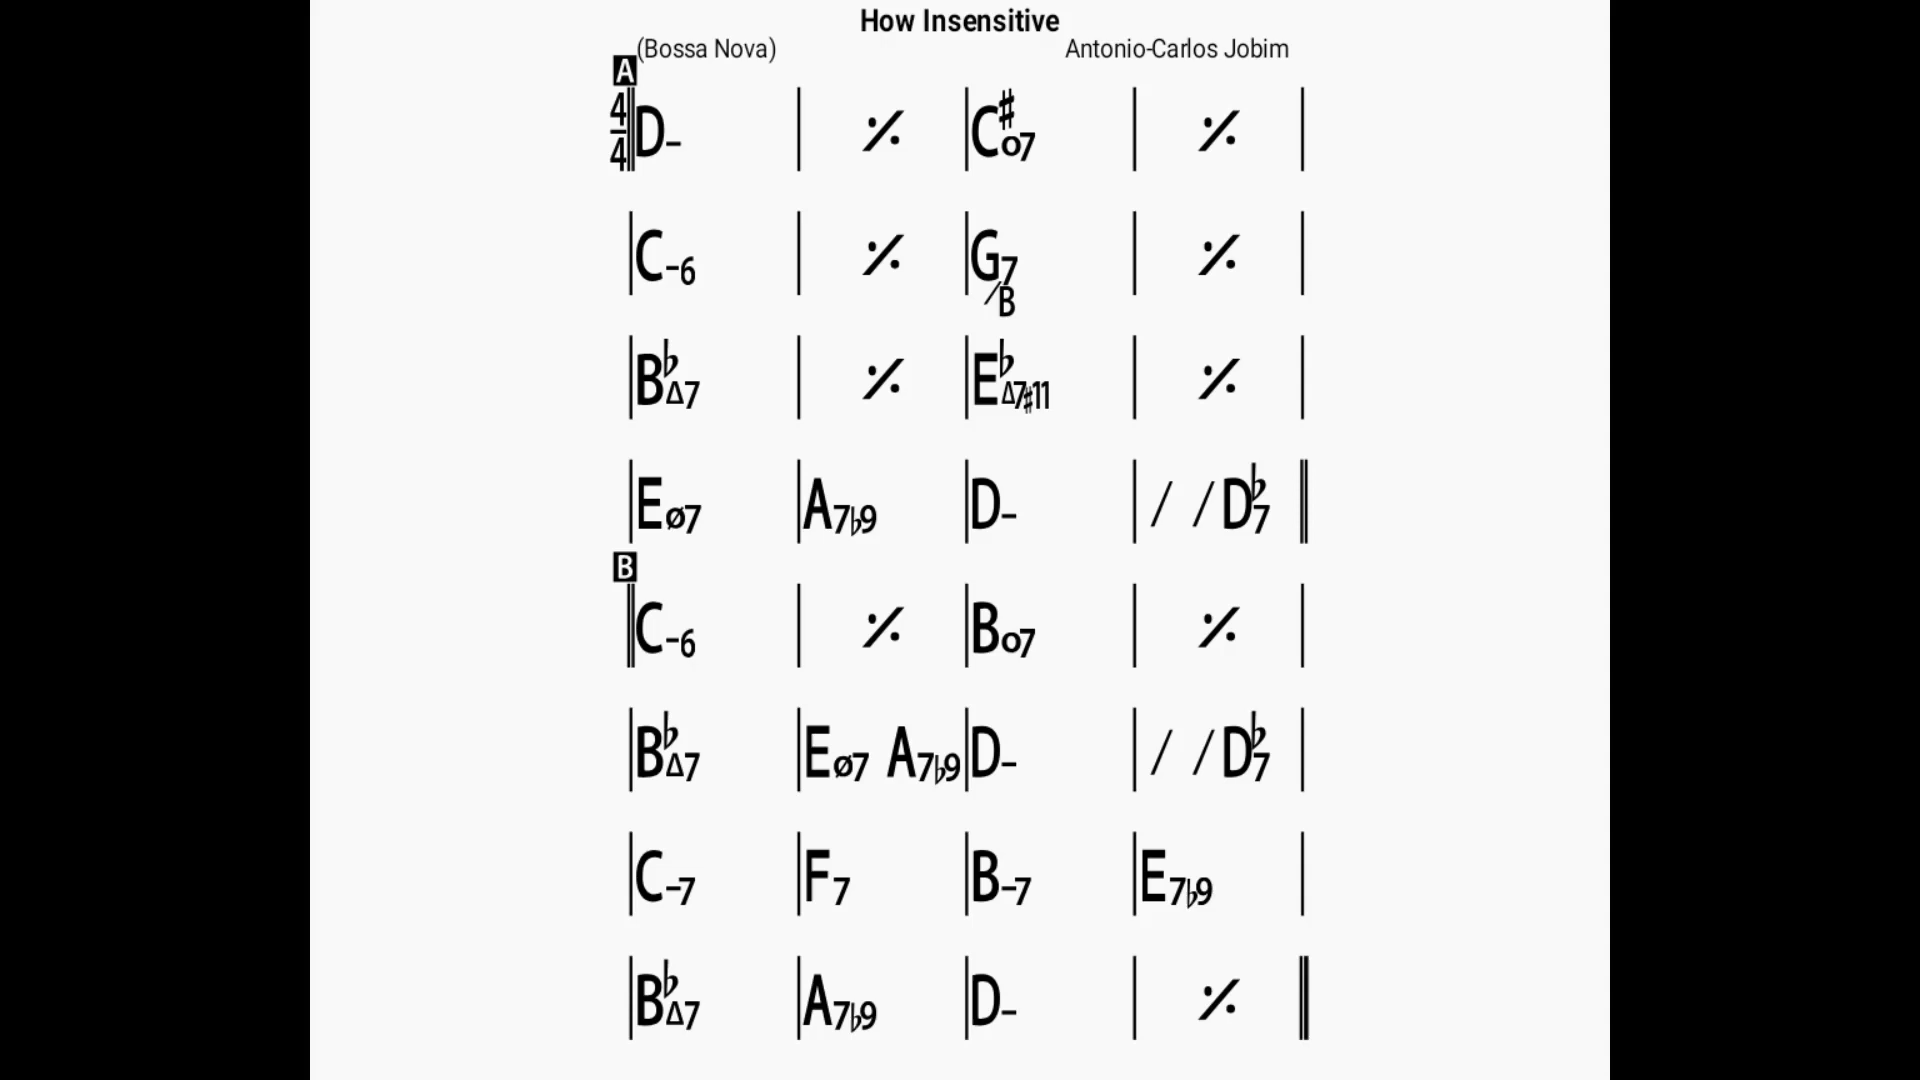 How Insensitive
(Bossa Nova) Antonio-Carlos Jobim
A
4/4 D– | 𝄎 | C♯o7 | 𝄎 |
| C–6 | 𝄎 | G7/B | 𝄎 |
| B♭Δ7 | 𝄎 | E♭Δ7♯11 | 𝄎 |
| Eø7 | A7♭9 | D– | / / D♭7 ||
B
|| C–6 | 𝄎 | Bo7 | 𝄎 |
| B♭Δ7 | Eø7 A7♭9 | D– | / / D♭7 |
| C–7 | F7 | B–7 | E7♭9 |
| B♭Δ7 | A7♭9 | D– | 𝄎 ||